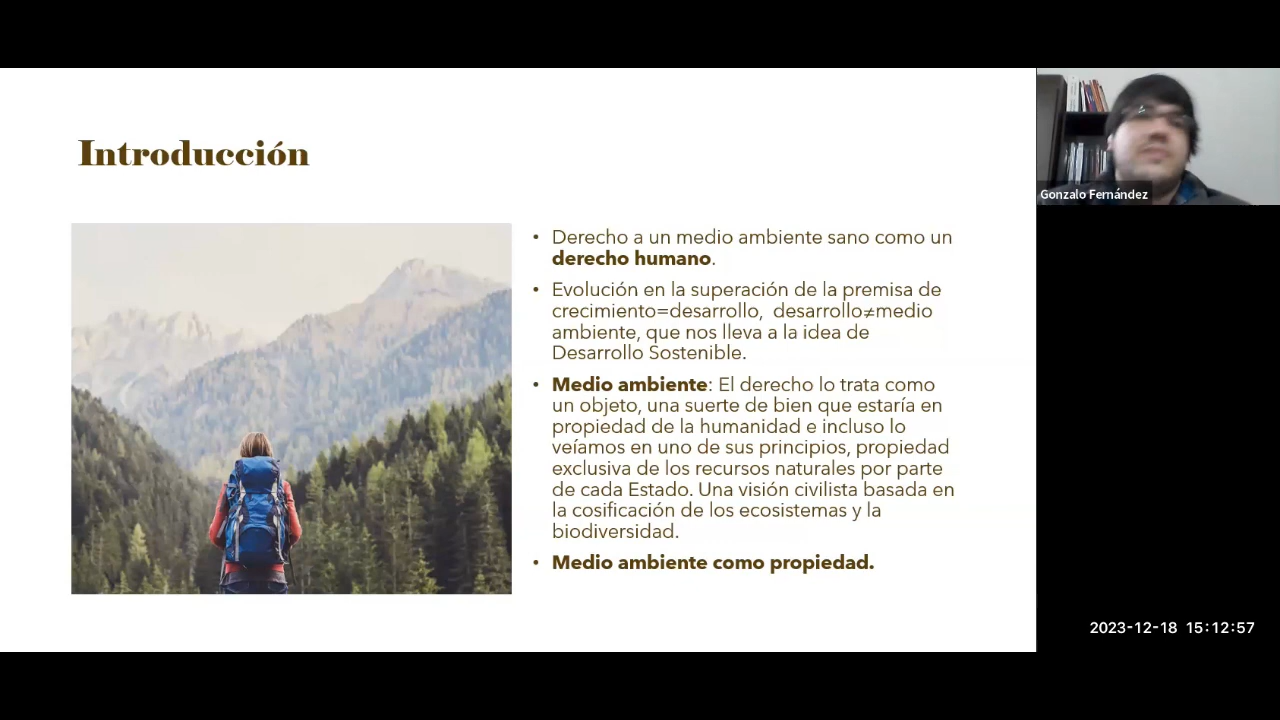 Introducción
• Derecho a un medio ambiente sano como un
derecho humano.
• Evolución en la superación de la premisa de
crecimiento=desarrollo, desarrollo≠medio
ambiente, que nos lleva a la idea de
Desarrollo Sostenible.
• Medio ambiente: El derecho lo trata como
un objeto, una suerte de bien que estaría en
propiedad de la humanidad e incluso lo
veíamos en uno de sus principios, propiedad
exclusiva de los recursos naturales por parte
de cada Estado. Una visión civilista basada en
la cosificación de los ecosistemas y la
biodiversidad.
• Medio ambiente como propiedad.
Gonzalo Fernández
2023-12-18 15:12:57